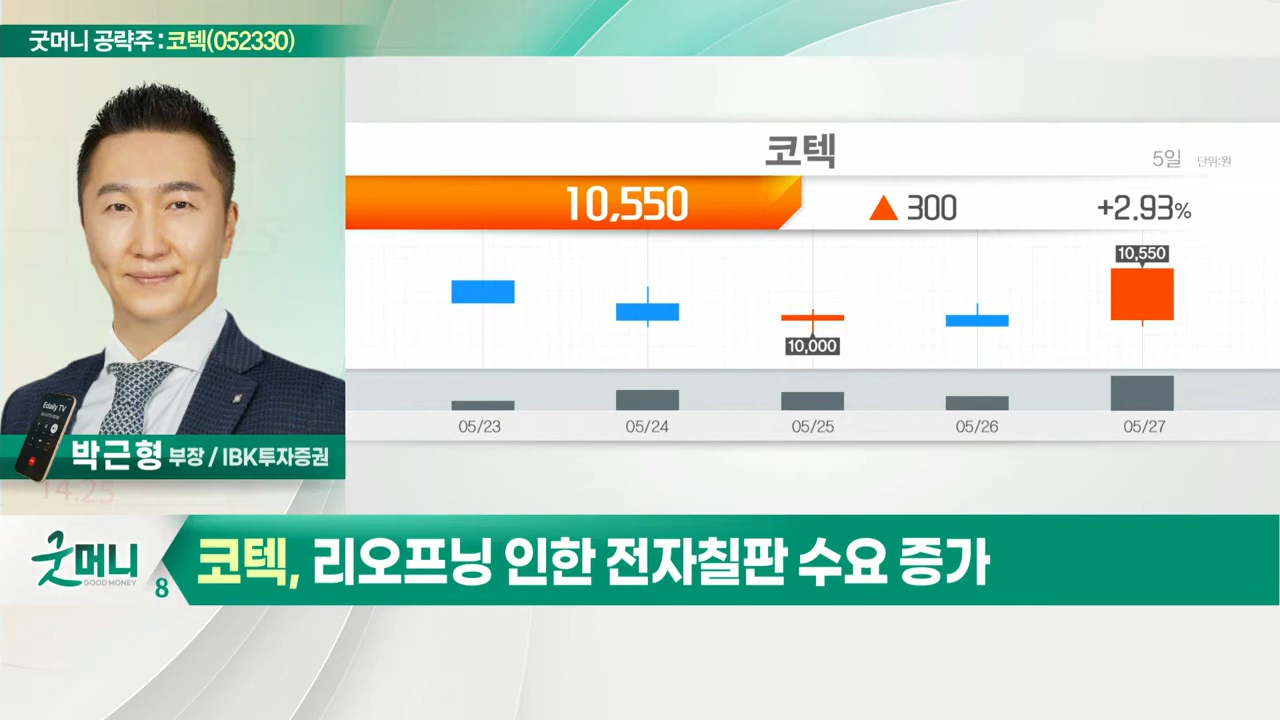 굿머니 공략주 : 코텍(052330)
코텍
5일 단위:원
10,550 ▲ 300 +2.93%
10,550
10,000
05/23 05/24 05/25 05/26 05/27
Edaily TV
박근형 부장 / IBK투자증권
14.25
굿머니
GOOD MONEY
8
코텍, 리오프닝 인한 전자칠판 수요 증가